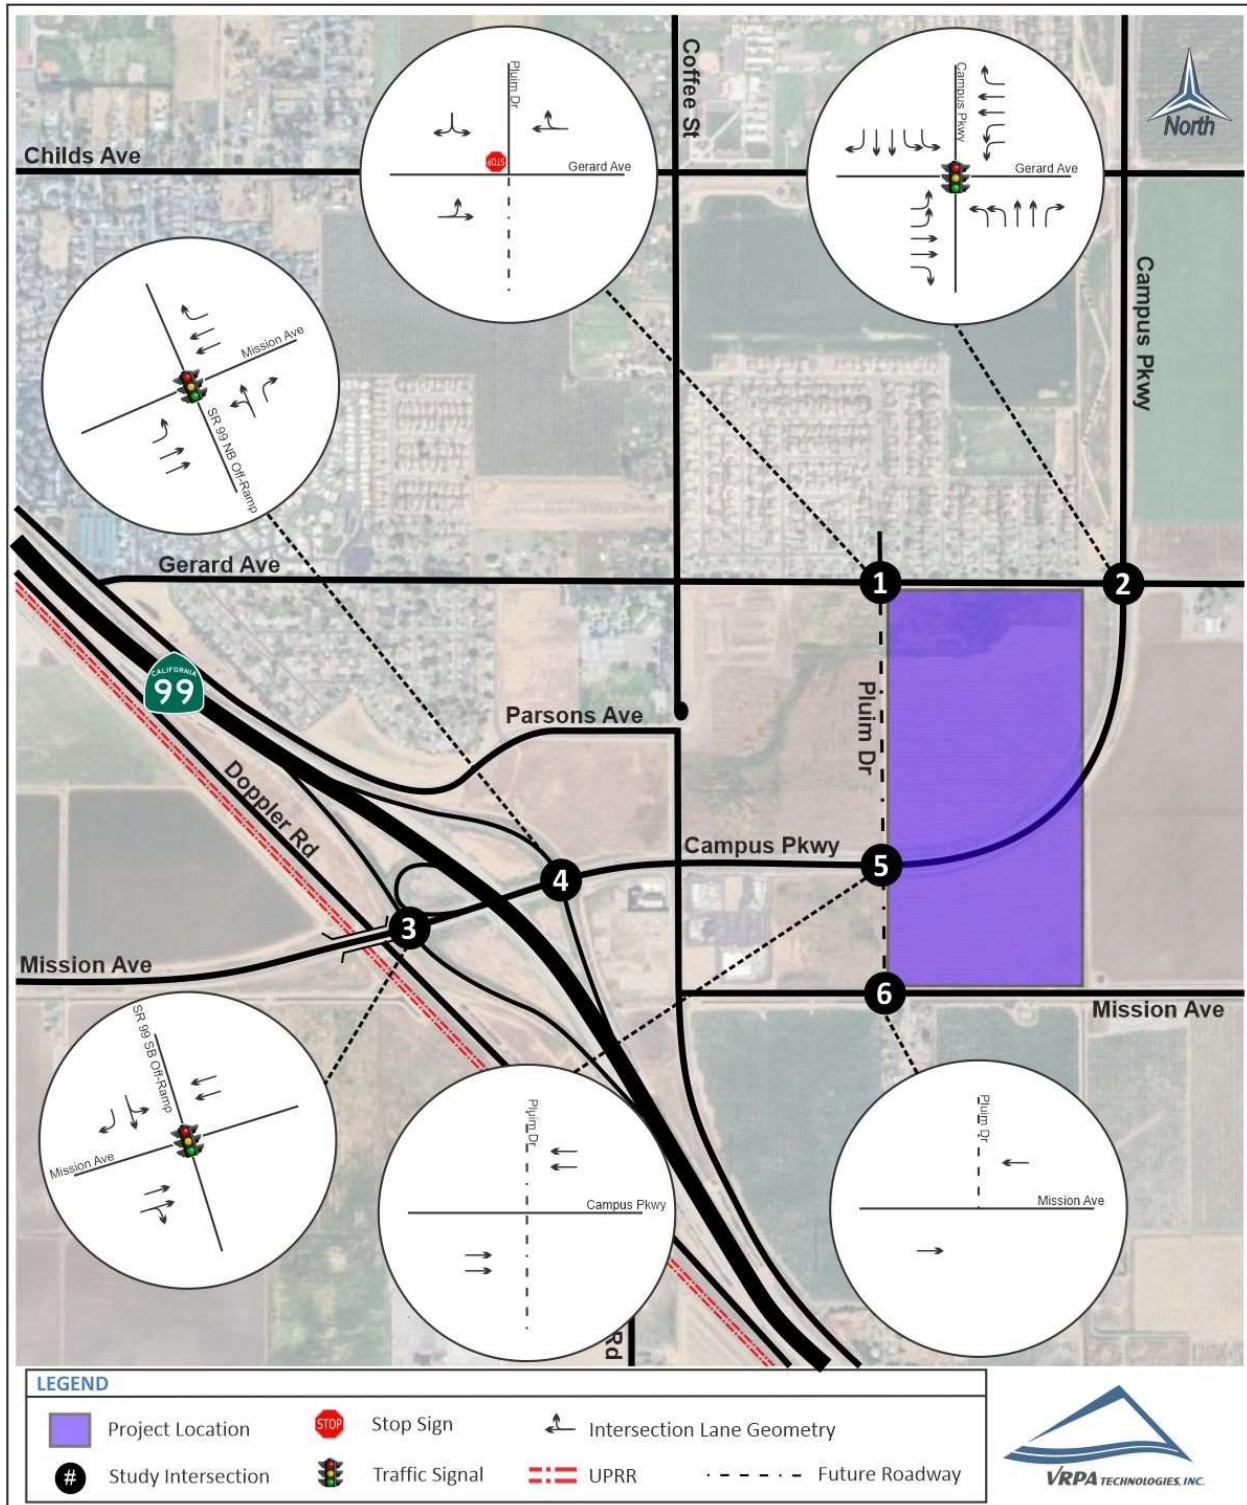 Pluim Dr
Gerard Ave
STOP
Coffee St
Campus Pkwy
Gerard Ave
North
Childs Ave
Campus Pkwy
Mission Ave
SR 99 NB Off-Ramp
Gerard Ave
1
2
CALIFORNIA
99
Parsons Ave
Pluim Dr
Doppler Rd
Campus Pkwy
5
4
3
Mission Ave
6
Mission Ave
SR 99 SB Off-Ramp
Mission Ave
Pluim Dr
Campus Pkwy
Pluim Dr
Mission Ave
Rd
LEGEND
Project Location
STOP
Stop Sign
Intersection Lane Geometry
#
Study Intersection
Traffic Signal
UPRR
Future Roadway
VRPA TECHNOLOGIES, INC.